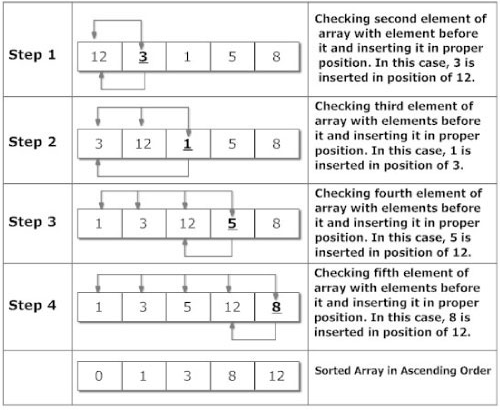 Step 1
12 3 1 5 8
Checking second element of
array with element before
it and inserting it in proper
position. In this case, 3 is
inserted in position of 12.
Step 2
3 12 1 5 8
Checking third element of
array with elements before
it and inserting it in proper
position. In this case, 1 is
inserted in position of 3.
Step 3
1 3 12 5 8
Checking fourth element of
array with elements before
it and inserting it in proper
position. In this case, 5 is
inserted in position of 12.
Step 4
1 3 5 12 8
Checking fifth element of
array with elements before
it and inserting it in proper
position. In this case, 8 is
inserted in position of 12.
0 1 3 8 12
Sorted Array in Ascending Order